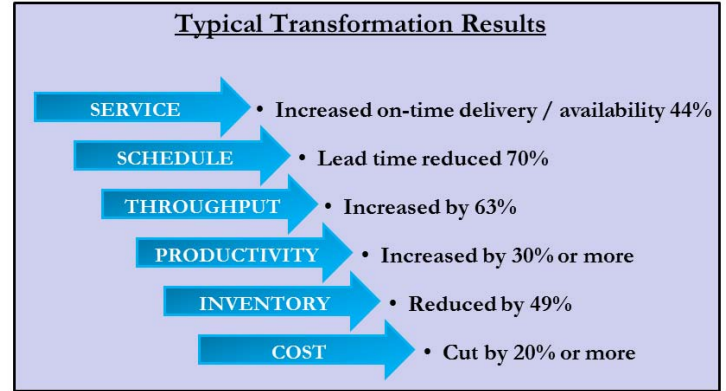 Typical Transformation Results
SERVICE • Increased on-time delivery / availability 44%
SCHEDULE • Lead time reduced 70%
THROUGHPUT • Increased by 63%
PRODUCTIVITY • Increased by 30% or more
INVENTORY • Reduced by 49%
COST • Cut by 20% or more